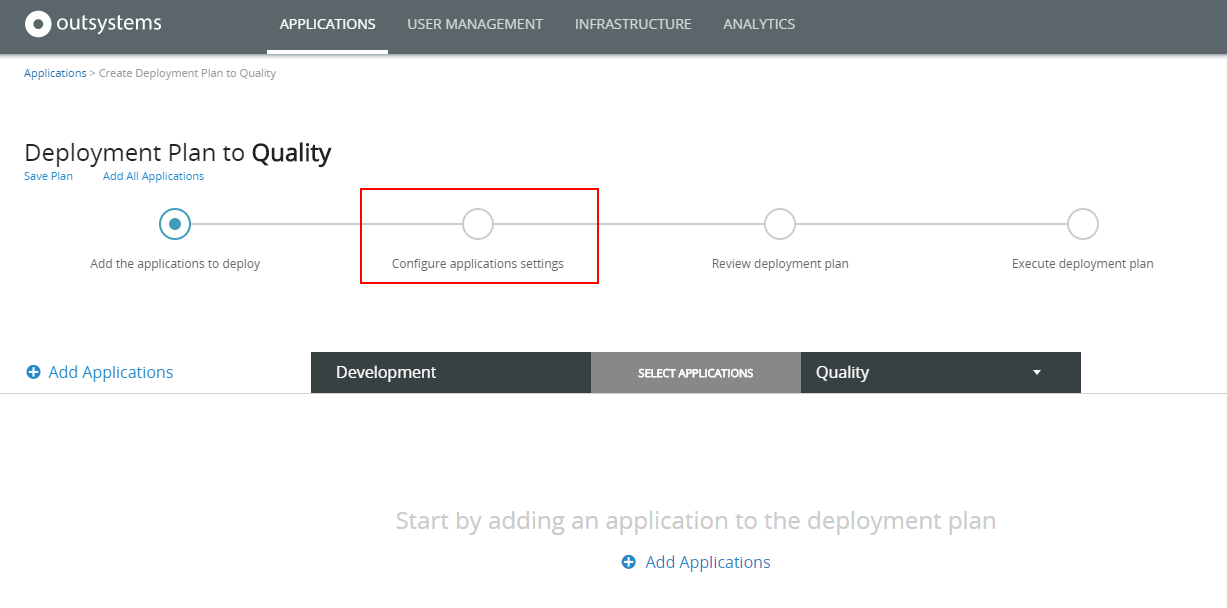 outsystems
APPLICATIONS USER MANAGEMENT INFRASTRUCTURE ANALYTICS
Applications > Create Deployment Plan to Quality
Deployment Plan to Quality
Save Plan Add All Applications
Add the applications to deploy Configure applications settings Review deployment plan Execute deployment plan
Add Applications Development SELECT APPLICATIONS Quality
Start by adding an application to the deployment plan
Add Applications